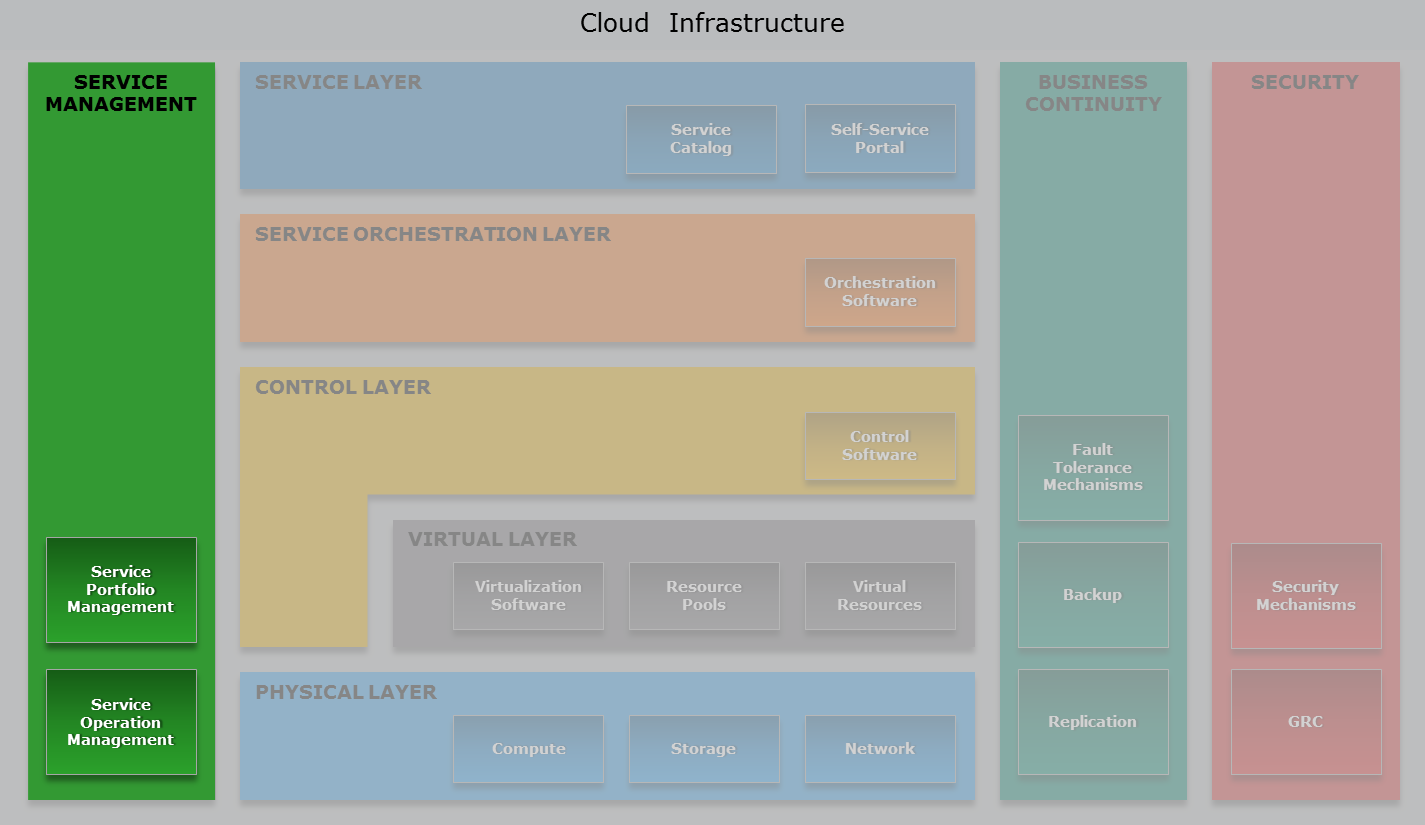 Cloud Infrastructure
SERVICE
MANAGEMENT
Service
Portfolio
Management
Service
Operation
Management
SERVICE LAYER
Service
Catalog
Self-Service
Portal
SERVICE ORCHESTRATION LAYER
Orchestration
Software
CONTROL LAYER
Control
Software
VIRTUAL LAYER
Virtualization
Software
Resource
Pools
Virtual
Resources
PHYSICAL LAYER
Compute
Storage
Network
BUSINESS
CONTINUITY
Fault
Tolerance
Mechanisms
Backup
Replication
SECURITY
Security
Mechanisms
GRC